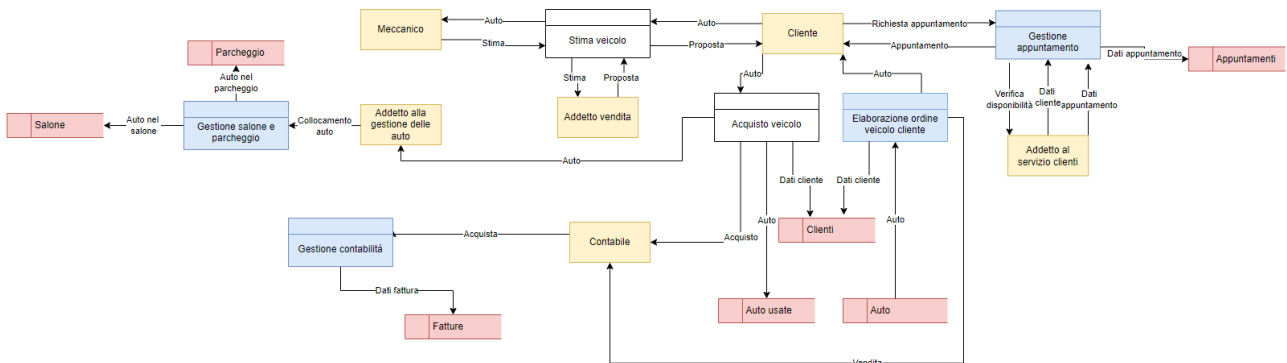 Meccanico
Auto
Stima
Stima veicolo
Auto
Proposta
Cliente
Richiesta appuntamento
Appuntamento
Gestione
appuntamento
Dati appuntamento
Appuntamenti
Parcheggio
Auto nel
parcheggio
Salone
Auto nel
salone
Gestione salone e
parcheggio
Collocamento
auto
Addetto alla
gestione delle
auto
Stima
Proposta
Addetto vendita
Auto
Auto
Acquisto veicolo
Elaborazione ordine
veicolo cliente
Verifica
disponibilità
Dati
cliente
Dati
appuntamento
Addetto al
servizio clienti
Auto
Dati cliente
Dati cliente
Auto
Auto
Clienti
Acquisto
Gestione contabilità
Acquista
Contabile
Dati fattura
Fatture
Auto usate
Auto
Vendita